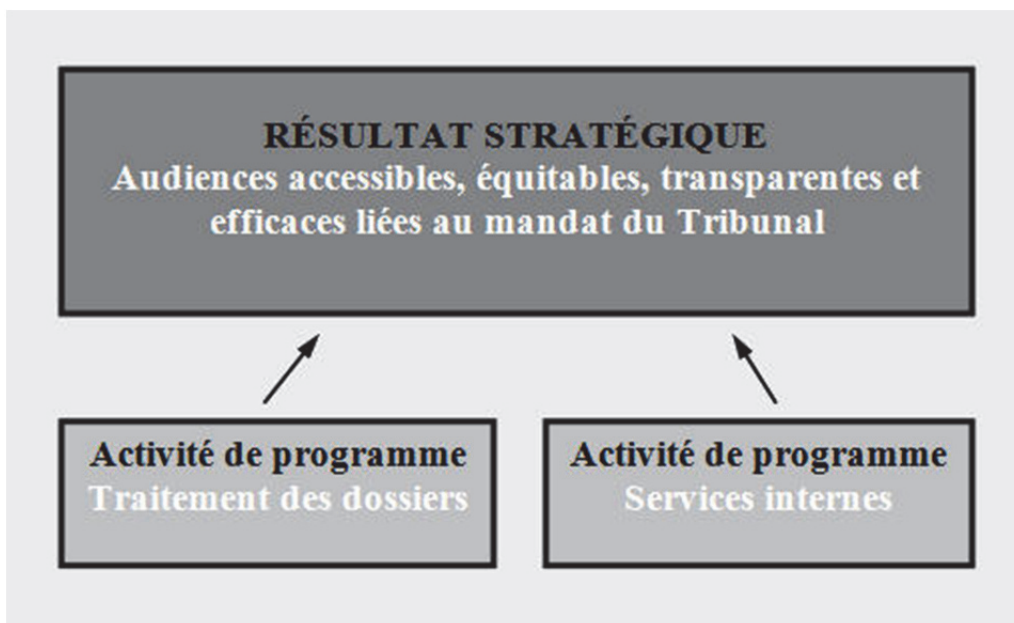 RÉSULTAT STRATÉGIQUE
Audiences accessibles, équitables, transparentes et
efficaces liées au mandat du Tribunal
Activité de programme
Traitement des dossiers
Activité de programme
Services internes